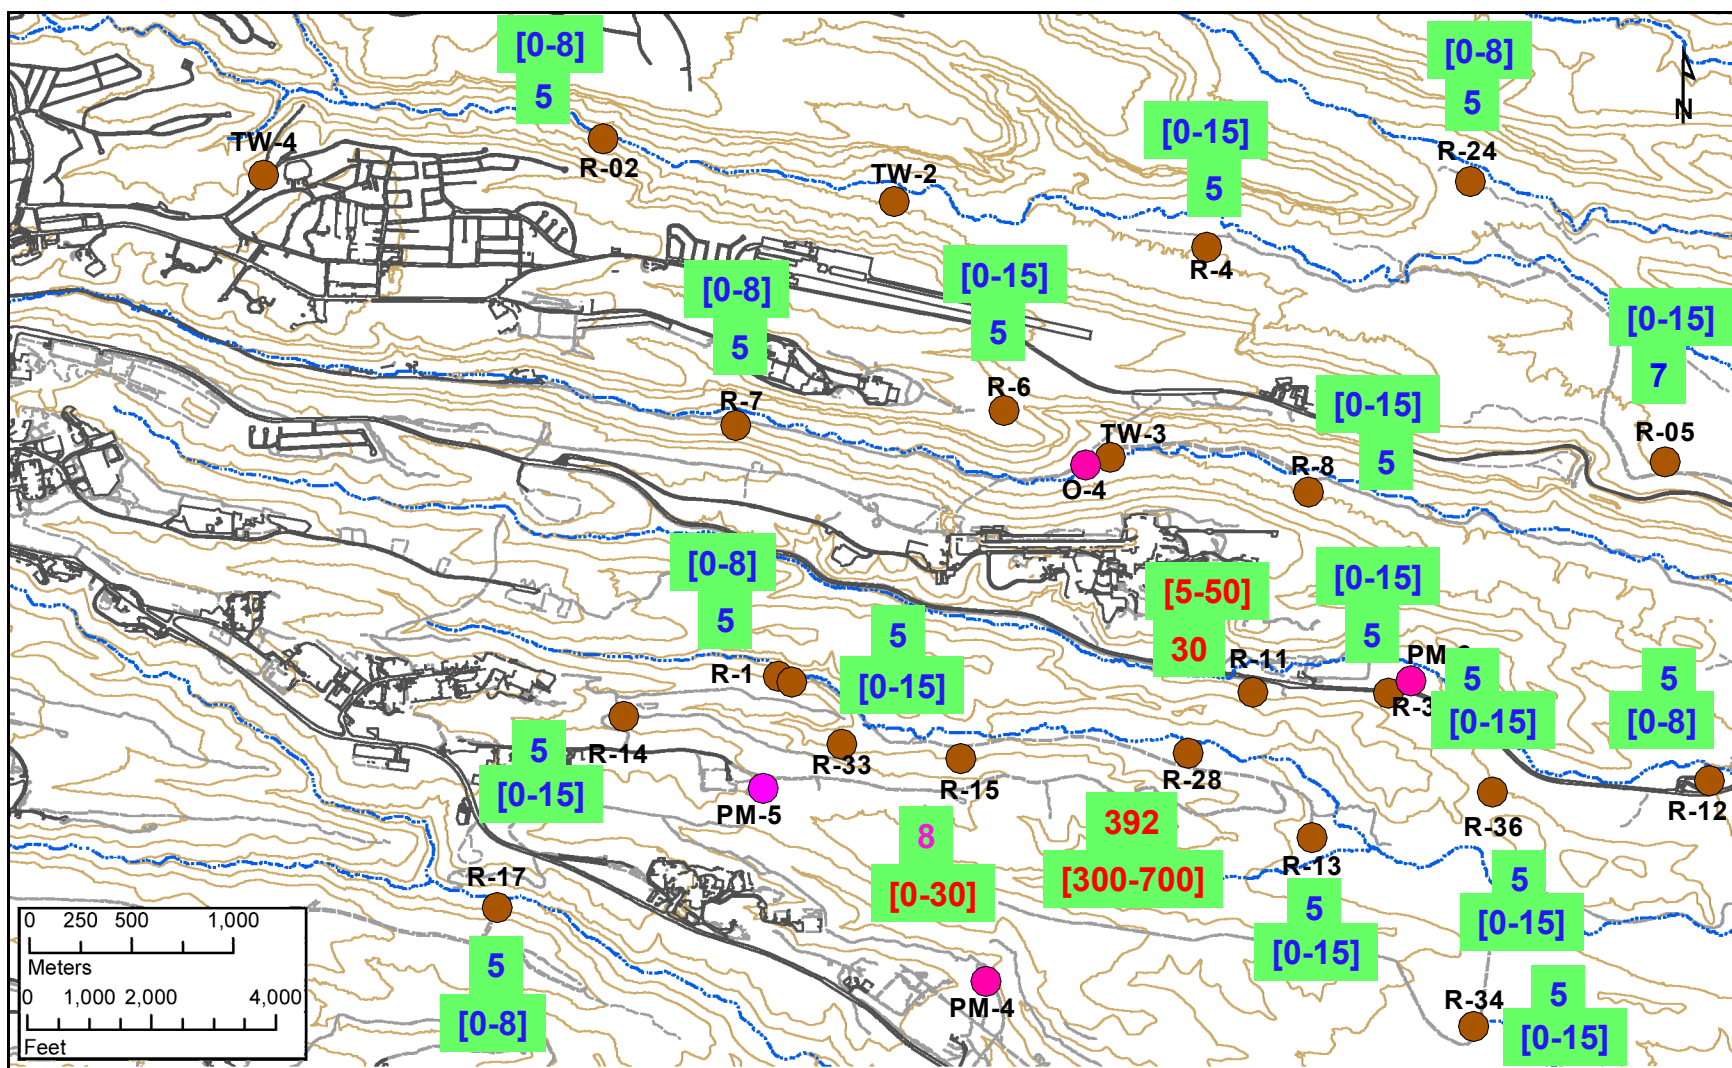 [0-8]
5
[0-8]
5
N
[0-15]
5
TW-4
R-02
TW-2
R-24
R-4
[0-8]
5
[0-15]
5
[0-15]
7
R-7
R-6
[0-15]
5
TW-3
O-4
R-8
R-05
[0-8]
5
5
[0-15]
[5-50]
30
[0-15]
5
R-1
R-11
5
[0-15]
5
[0-8]
R-14
5
[0-15]
R-33
R-15
R-28
PM-5
R-36
R-12
8
[0-30]
392
[300-700]
R-13
5
[0-15]
5
[0-15]
R-17
5
[0-8]
PM-4
R-34
5
[0-15]
0 250 500 1,000
Meters
0 1,000 2,000 4,000
Feet